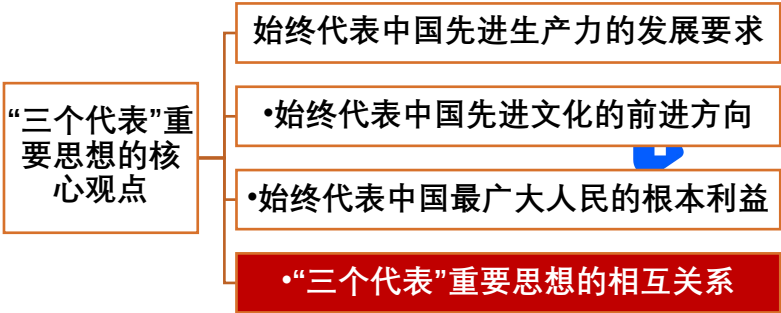 “三个代表”重
要思想的核
心观点
始终代表中国先进生产力的发展要求
•始终代表中国先进文化的前进方向
•始终代表中国最广大人民的根本利益
•“三个代表”重要思想的相互关系